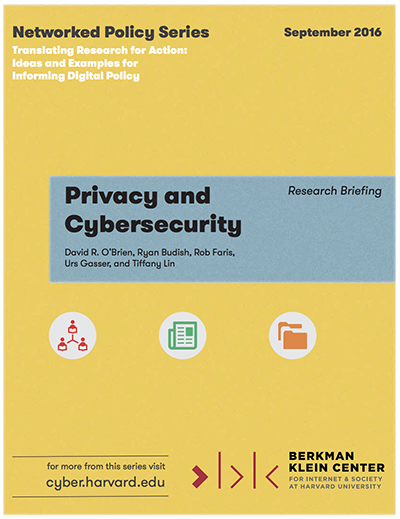 Networked Policy Series
September 2016
Translating Research for Action:
Ideas and Examples for
Informing Digital Policy
Privacy and
Cybersecurity
Research Briefing
David R. O'Brien, Ryan Budish, Rob Faris,
Urs Gasser, and Tiffany Lin
for more from this series visit
cyber.harvard.edu
BERKMAN
KLEIN CENTER
FOR INTERNET & SOCIETY
AT HARVARD UNIVERSITY